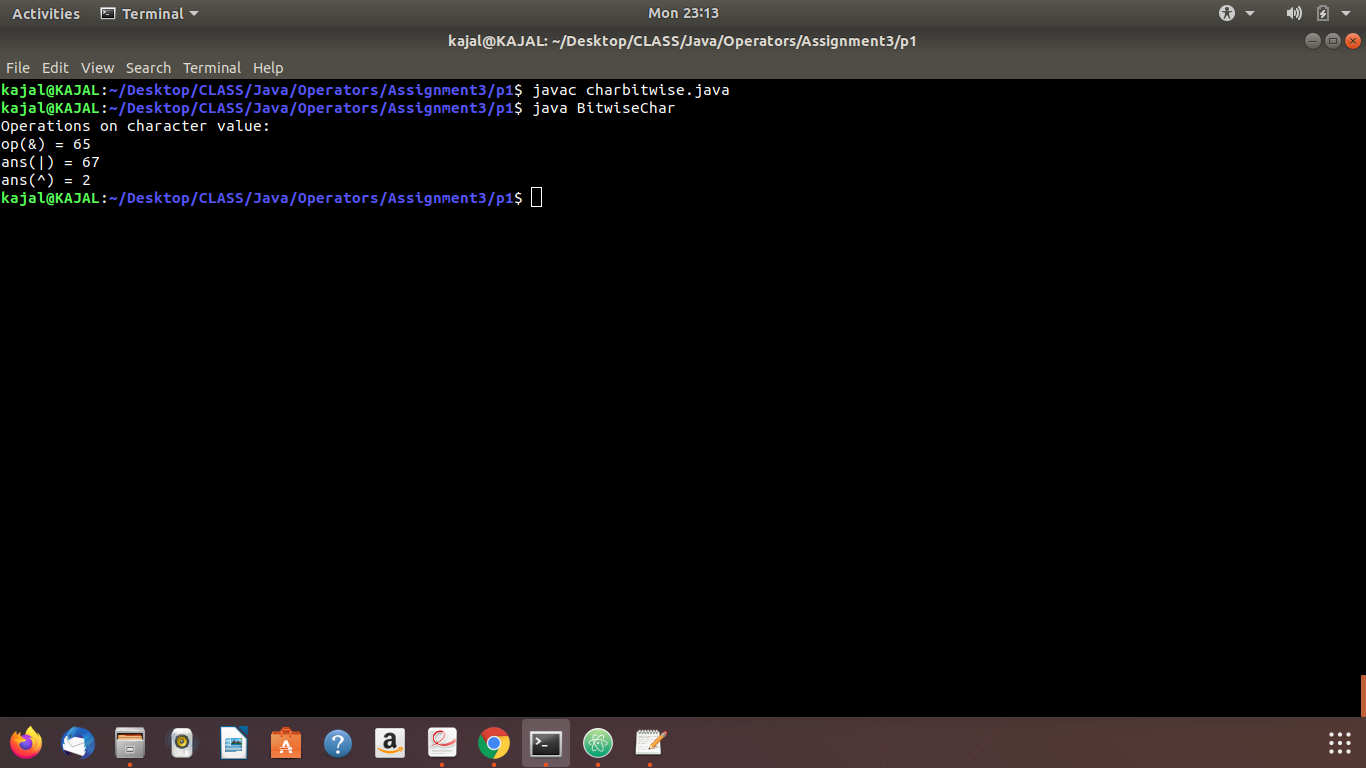 Activities Terminal Mon 23:13
kajal@KAJAL: ~/Desktop/CLASS/Java/Operators/Assignment3/p1
File Edit View Search Terminal Help
kajal@KAJAL:~/Desktop/CLASS/Java/Operators/Assignment3/p1$ javac charbitwise.java
kajal@KAJAL:~/Desktop/CLASS/Java/Operators/Assignment3/p1$ java BitwiseChar
Operations on character value:
op(&) = 65
ans(|) = 67
ans(^) = 2
kajal@KAJAL:~/Desktop/CLASS/Java/Operators/Assignment3/p1$